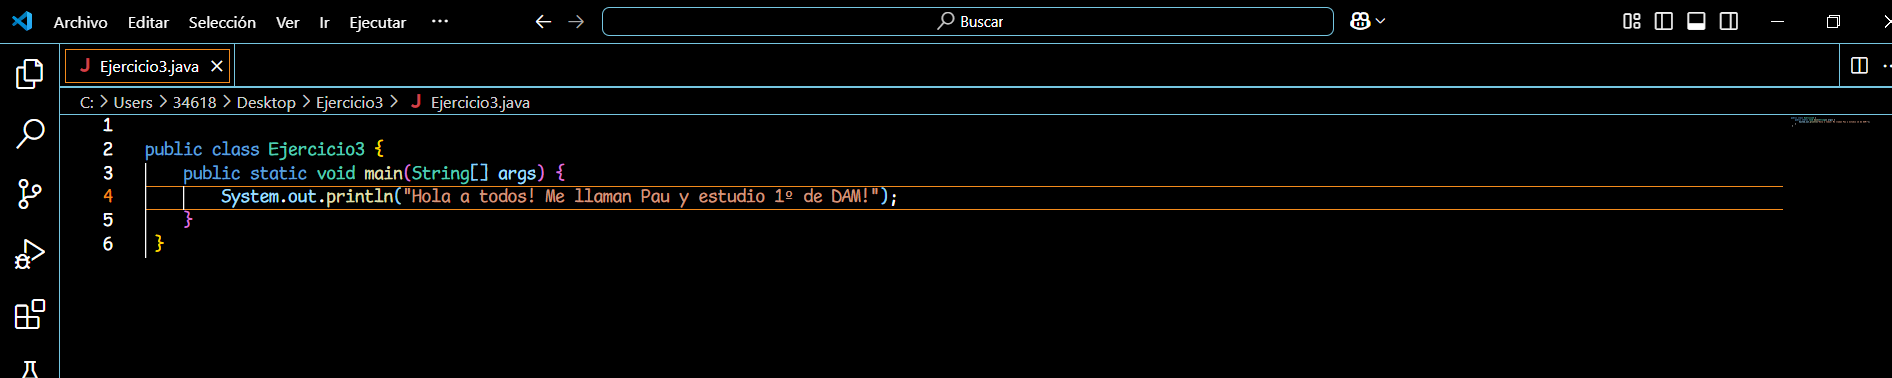 Archivo Editar Selección Ver Ir Ejecutar ··· Buscar
J Ejercicio3.java
C: > Users > 34618 > Desktop > Ejercicio3 > J Ejercicio3.java
1
2 public class Ejercicio3 {
3 public static void main(String[] args) {
4 System.out.println("Hola a todos! Me llaman Pau y estudio 1º de DAM!");
5 }
6 }